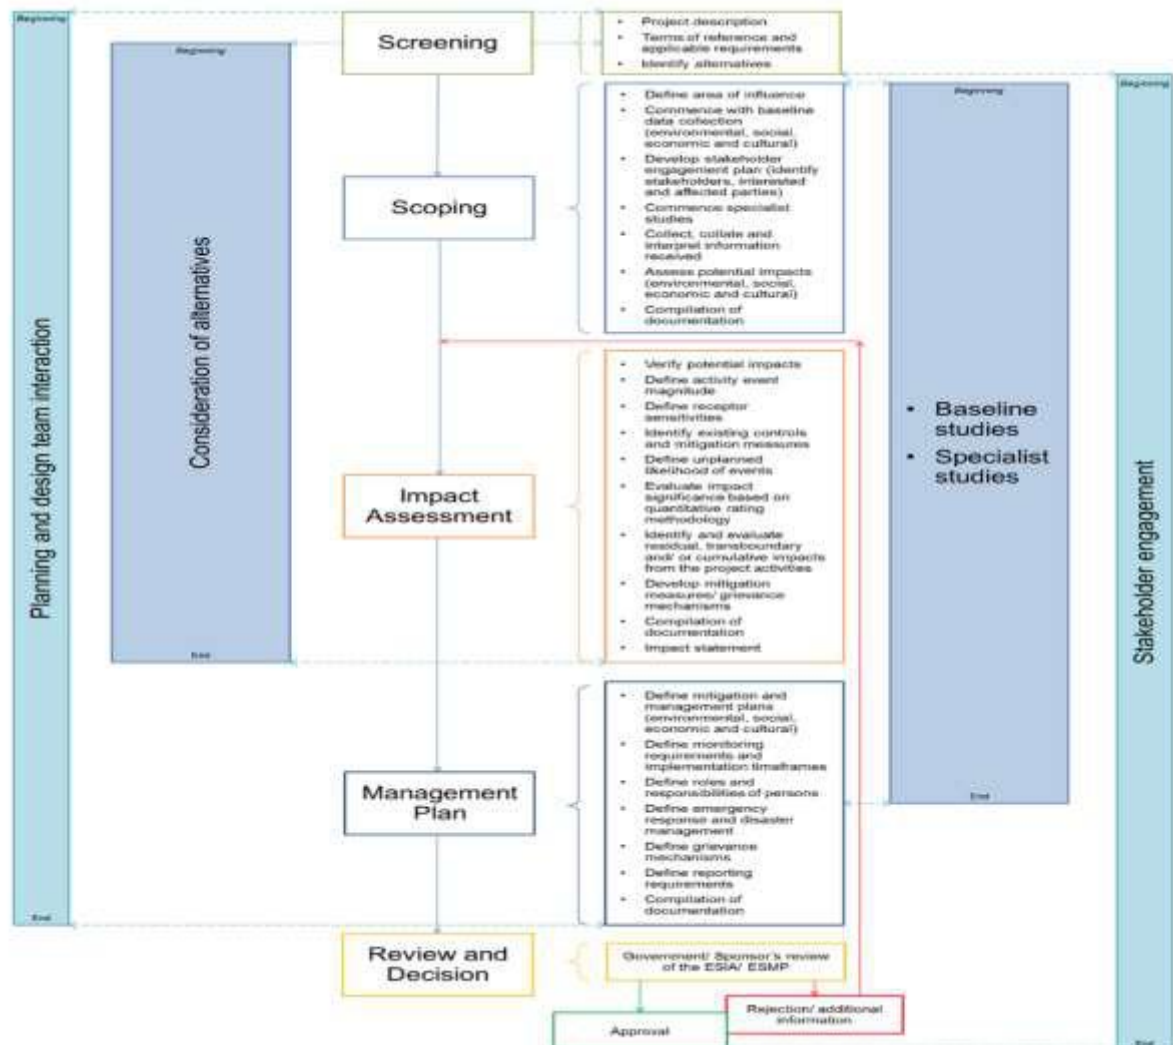 Beginning
Planning and design team interaction
End
Beginning
Consideration of alternatives
End
Screening
• Project description
• Terms of reference and
applicable requirements
• Identify alternatives
Scoping
• Define area of influence
• Commence with baseline
data collection
(environmental, social,
economic and cultural)
• Develop stakeholder
engagement plan (identify
stakeholders, interested
and affected parties)
• Commence specialist
studies
• Collect, collate and
interpret information
received
• Assess potential impacts
(environmental, social,
economic and cultural)
• Compilation of
documentation
Impact
Assessment
• Verify potential impacts
• Define activity event
magnitude
• Define receptor
sensitivities
• Identify existing controls
and mitigation measures
• Define unplanned
likelihood of events
• Evaluate impact
significance based on
quantitative rating
methodology
• Identify and evaluate
residual, transboundary
and/ or cumulative impacts
from the project activities
• Develop mitigation
measures/ grievance
mechanisms
• Compilation of
documentation
• Impact statement
Management
Plan
• Define mitigation and
management plans
(environmental, social,
economic and cultural)
• Define monitoring
requirements and
implementation timeframes
• Define roles and
responsibilities of persons
• Define emergency
response and disaster
management
• Define grievance
mechanisms
• Define reporting
requirements
• Compilation of
documentation
Review and
Decision
Government/ Sponsor's review
of the ESIA/ ESMP
Approval
Rejection/ additional
information
Beginning
• Baseline
studies
• Specialist
studies
End
Beginning
Stakeholder engagement
End